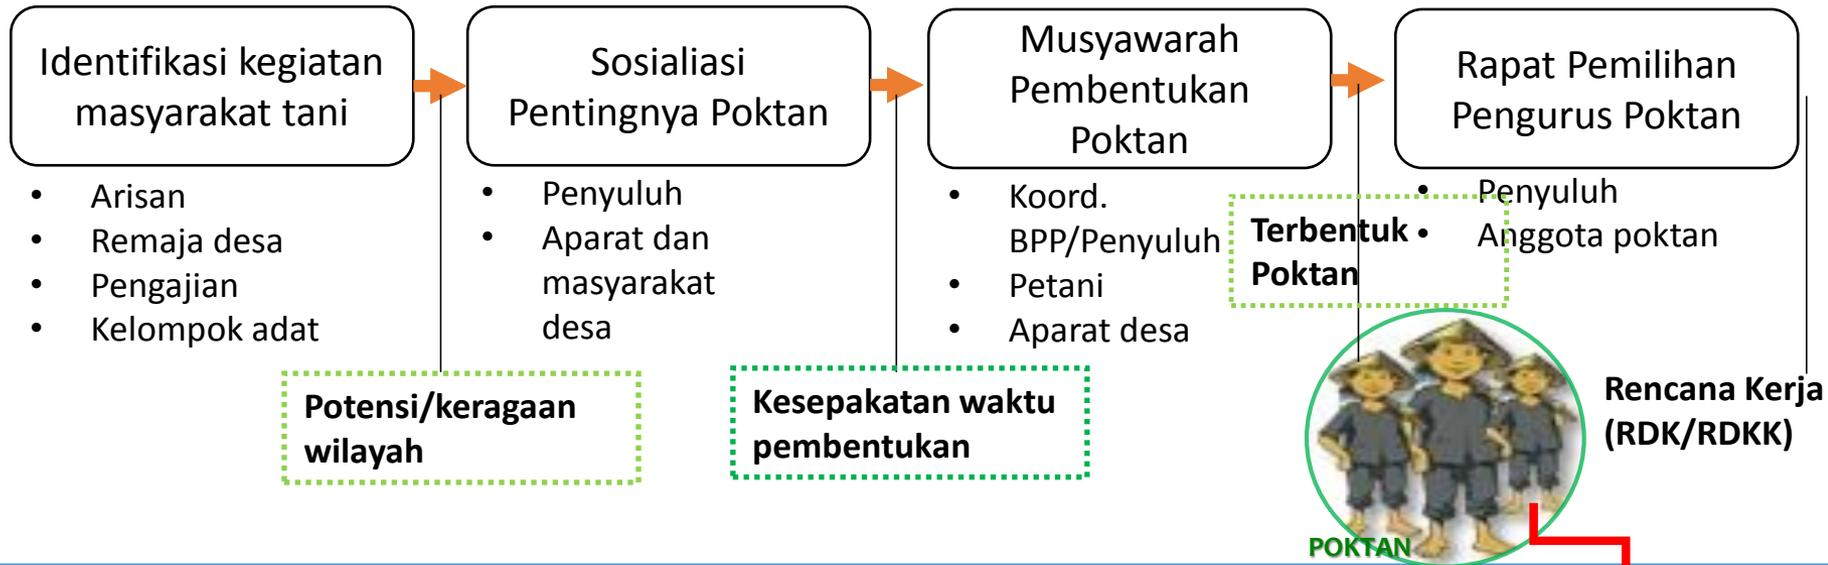 Identifikasi kegiatan
masyarakat tani
• Arisan
• Remaja desa
• Pengajian
• Kelompok adat
Potensi/keragaan
wilayah
Sosialiasi
Pentingnya Poktan
• Penyuluh
• Aparat dan
masyarakat
desa
Kesepakatan waktu
pembentukan
Musyawarah
Pembentukan
Poktan
• Koord.
BPP/Penyuluh
• Petani
• Aparat desa
Terbentuk
Poktan
POKTAN
Rapat Pemilihan
Pengurus Poktan
• Penyuluh
• Anggota poktan
Rencana Kerja
(RDK/RDKK)